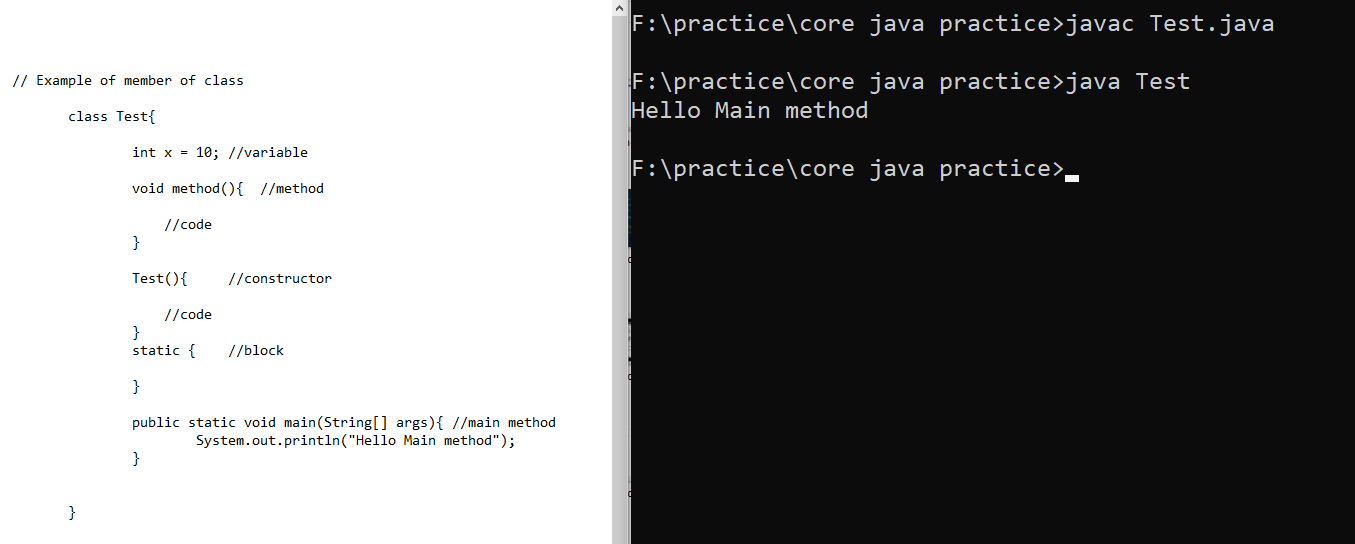 // Example of member of class
class Test{
int x = 10; //variable
void method(){ //method
//code
}
Test(){ //constructor
//code
}
static { //block
}
public static void main(String[] args){ //main method
System.out.println("Hello Main method");
}
}
F:\practice\core java practice>javac Test.java
F:\practice\core java practice>java Test
Hello Main method
F:\practice\core java practice>